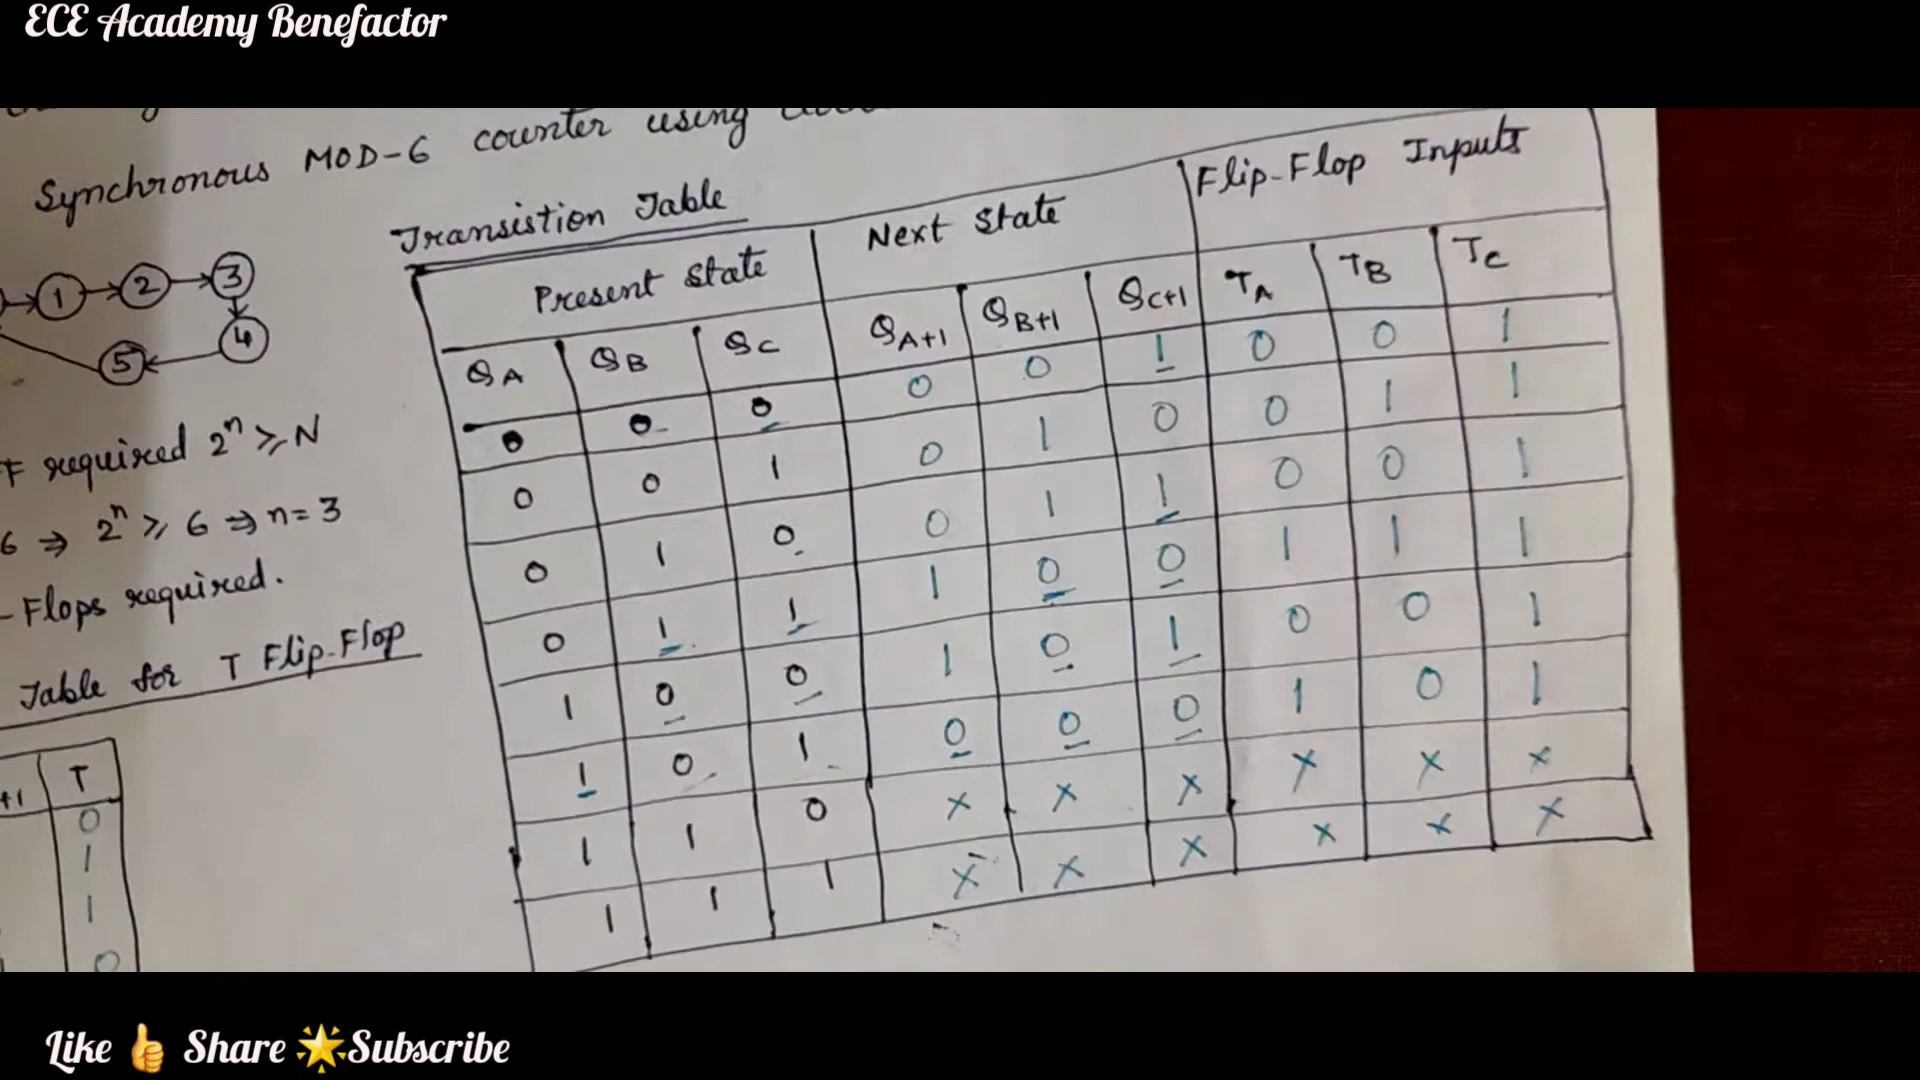 ECE Academy Benefactor
Synchronous MOD-6 counter using
Transistion Table
Present State Next State Flip-Flop Inputs
QA QB QC QA+1 QB+1 QC+1 TA TB TC
0 0 0 0 0 1 0 0 1
0 0 1 0 1 0 0 1 1
0 1 0 0 1 1 0 0 1
0 1 1 1 0 0 1 1 1
1 0 0 1 0 1 0 0 1
1 0 1 0 0 0 1 0 1
1 1 0 x x x x x x
1 1 1 x x x x x x
1 2 3
5 4
required 2ⁿ ≥ N
6 ⇒ 2ⁿ ≥ 6 ⇒ n = 3
-Flops required.
Table for T Flip-Flop
+1 T
0
1
1
0
Like 👍 Share 🌟Subscribe